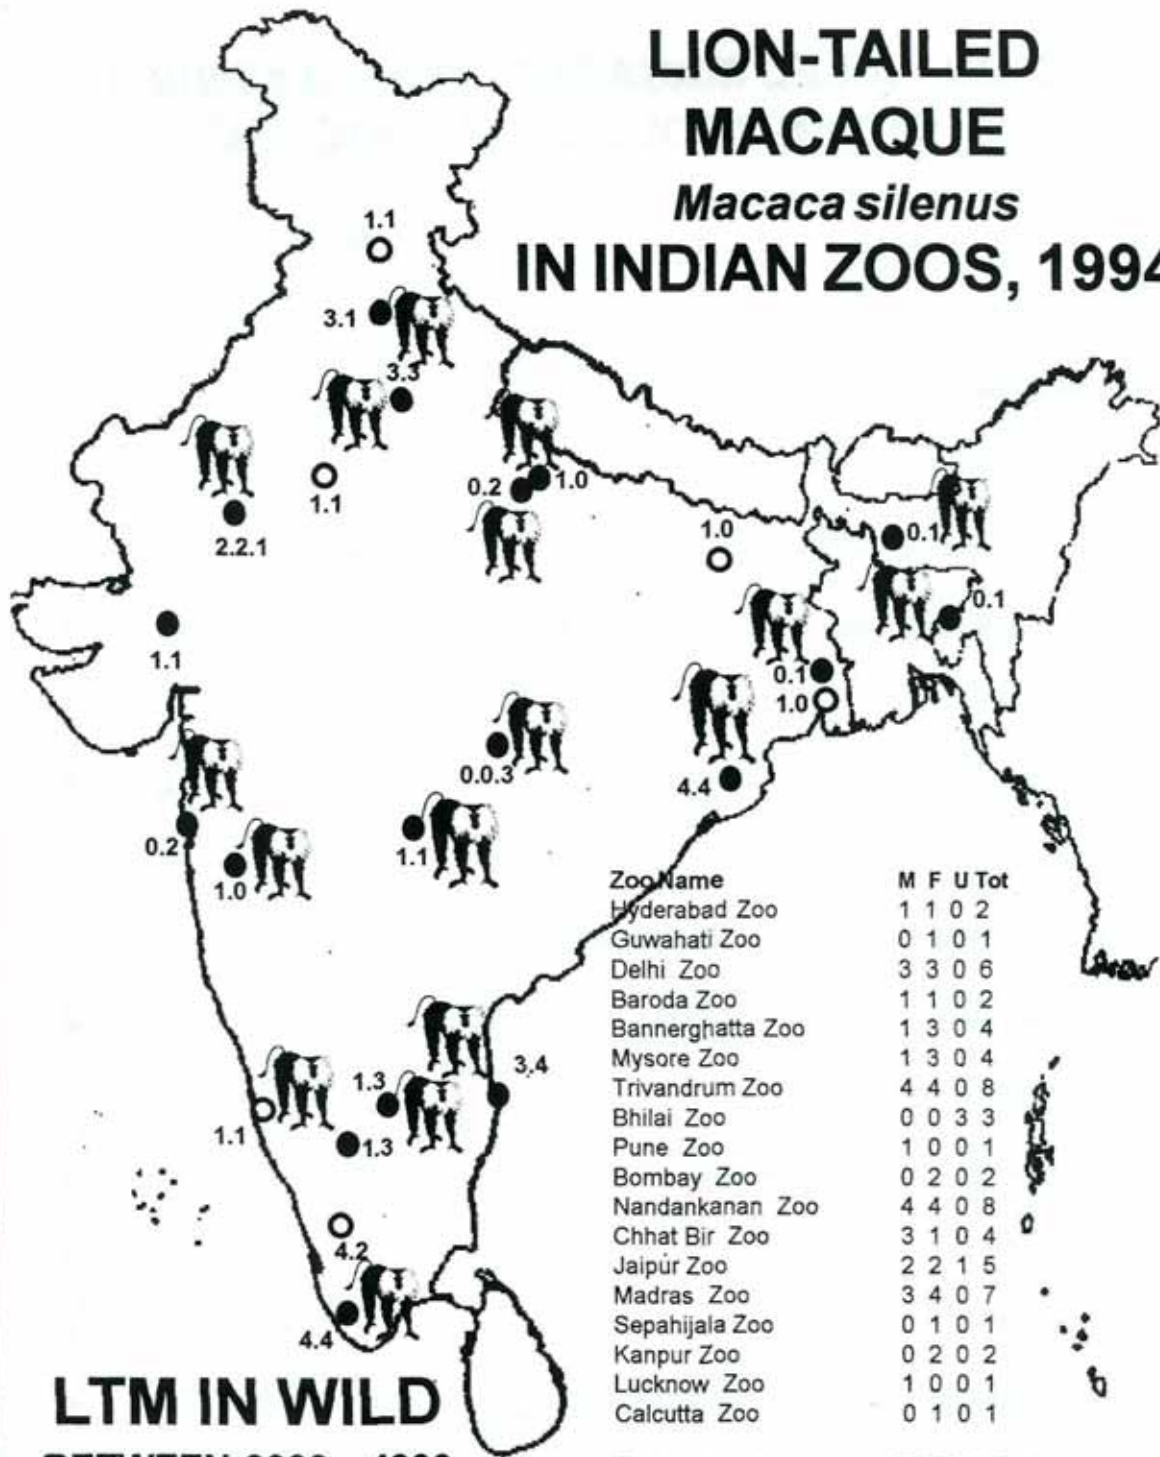 LION-TAILED
MACAQUE
Macaca silenus
IN INDIAN ZOOS, 1994
1.1
3.1
3.3
1.1
2.2.1
0.2
1.0
1.0
0.1
0.1
1.1
0.1
1.0
0.0.3
4.4
0.2
1.0
1.1
3.4
1.3
1.1
1.3
4.2
4.4
Zoo Name M F U Tot
Hyderabad Zoo 1 1 0 2
Guwahati Zoo 0 1 0 1
Delhi Zoo 3 3 0 6
Baroda Zoo 1 1 0 2
Bannerghatta Zoo 1 3 0 4
Mysore Zoo 1 3 0 4
Trivandrum Zoo 4 4 0 8
Bhilai Zoo 0 0 3 3
Pune Zoo 1 0 0 1
Bombay Zoo 0 2 0 2
Nandankanan Zoo 4 4 0 8
Chhat Bir Zoo 3 1 0 4
Jaipur Zoo 2 2 1 5
Madras Zoo 3 4 0 7
Sepahijala Zoo 0 1 0 1
Kanpur Zoo 0 2 0 2
Lucknow Zoo 1 0 0 1
Calcutta Zoo 0 1 0 1
LTM IN WILD